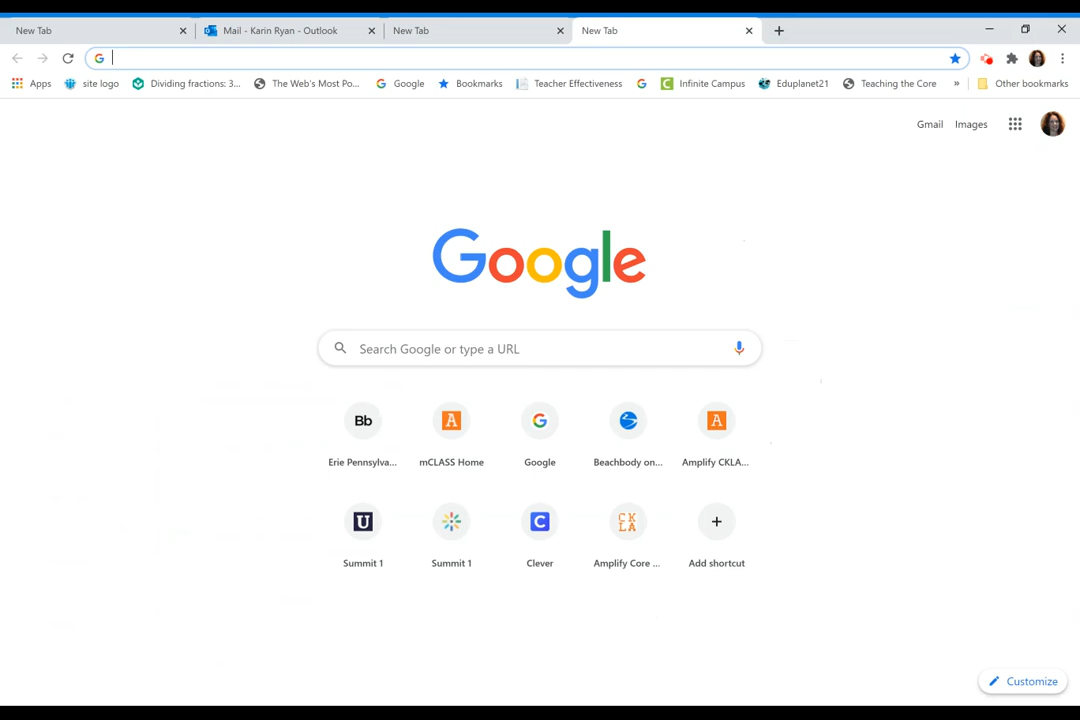 New Tab
Mail - Karin Ryan - Outlook
New Tab
New Tab
Apps
site logo
Dividing fractions: 3...
The Web's Most Po...
Google
Bookmarks
Teacher Effectiveness
Infinite Campus
Eduplanet21
Teaching the Core
»
Other bookmarks
Gmail
Images
Google
Search Google or type a URL
Bb
A
A
Erie Pennsylva...
mCLASS Home
Google
Beachbody on...
Amplify CKLA...
U
C
CK
LA
Summit 1
Summit 1
Clever
Amplify Core ...
Add shortcut
Customize